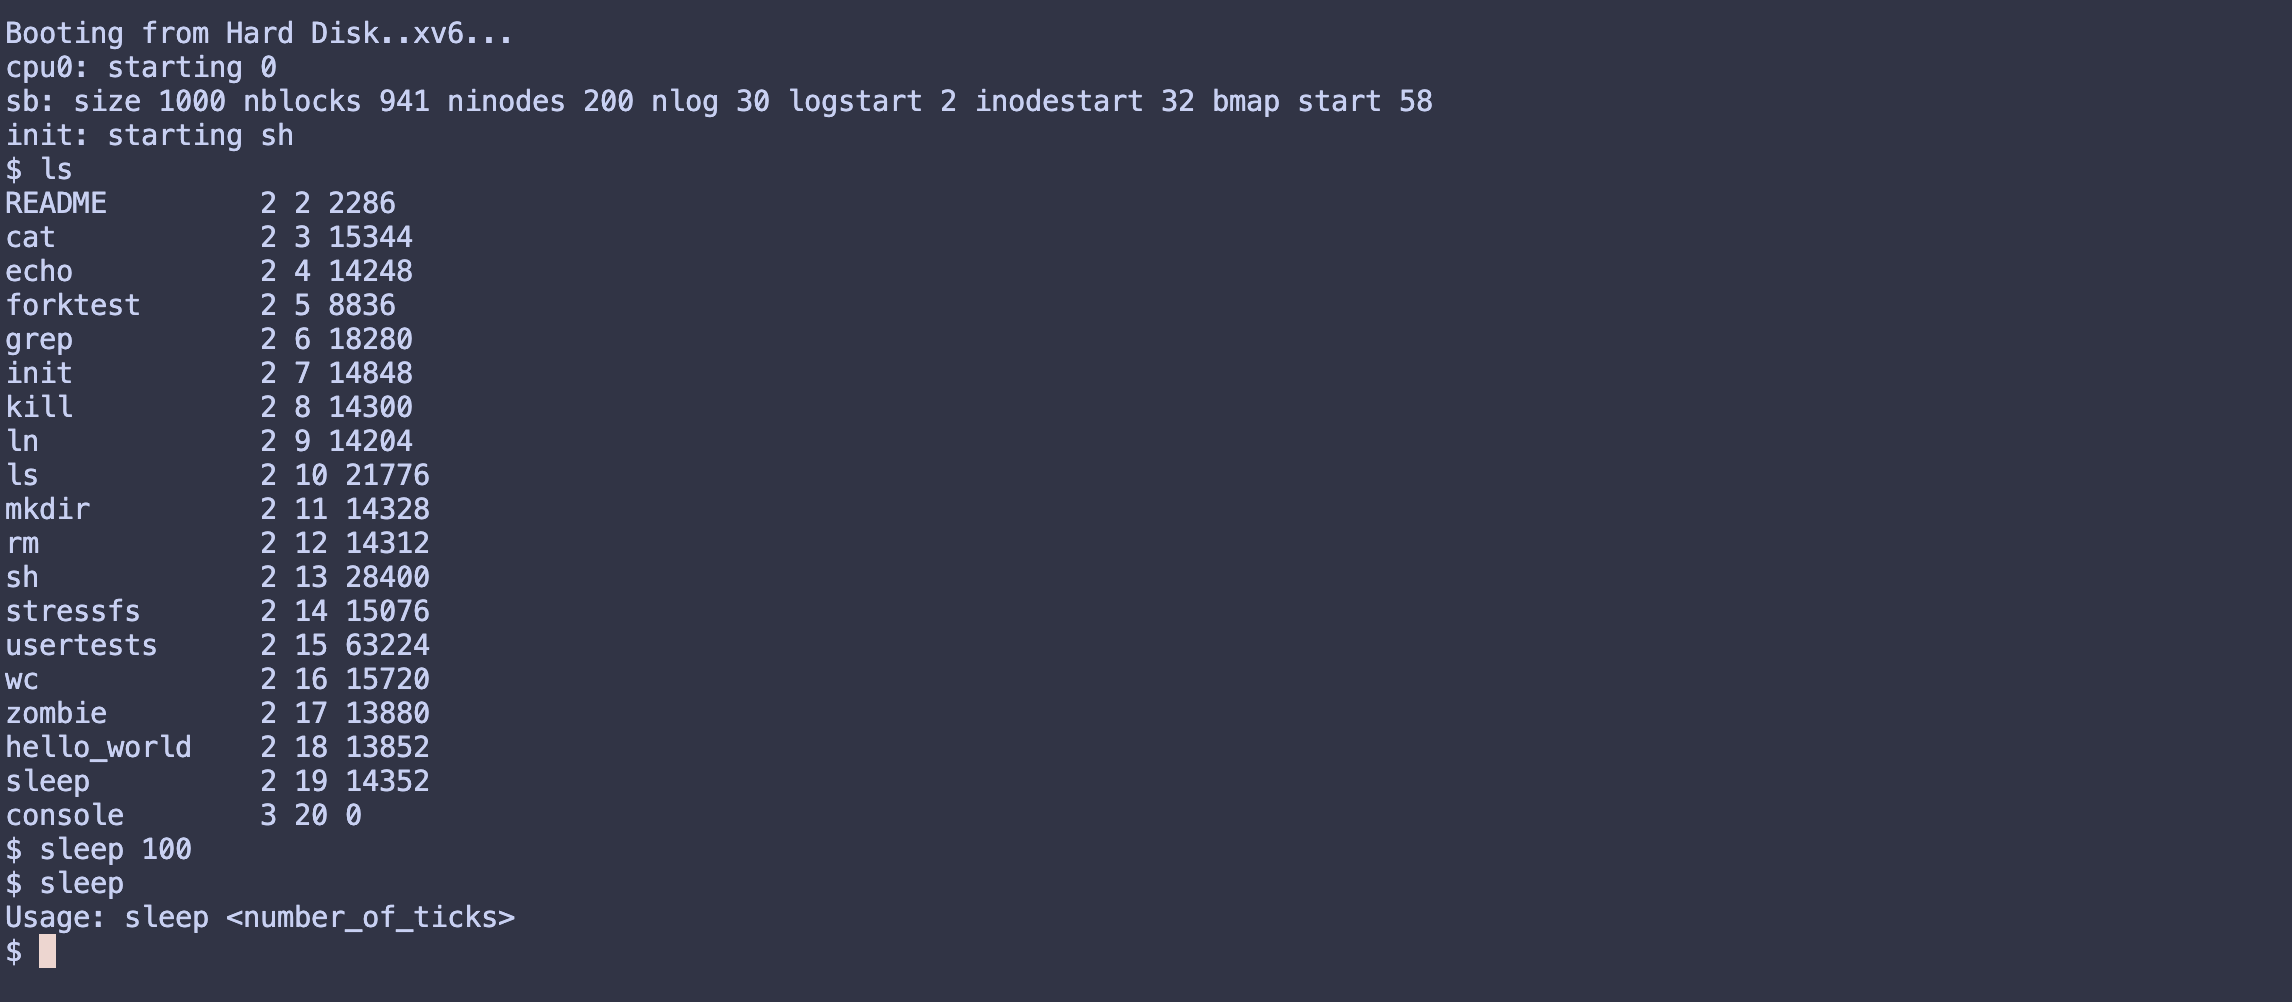 Booting from Hard Disk..xv6...
cpu0: starting 0
sb: size 1000 nblocks 941 ninodes 200 nlog 30 logstart 2 inodestart 32 bmap start 58
init: starting sh
$ ls
README         2 2 2286
cat            2 3 15344
echo           2 4 14248
forktest       2 5 8836
grep           2 6 18280
init           2 7 14848
kill           2 8 14300
ln             2 9 14204
ls             2 10 21776
mkdir          2 11 14328
rm             2 12 14312
sh             2 13 28400
stressfs       2 14 15076
usertests      2 15 63224
wc             2 16 15720
zombie         2 17 13880
hello_world    2 18 13852
sleep          2 19 14352
console        3 20 0
$ sleep 100
$ sleep
Usage: sleep <number_of_ticks>
$